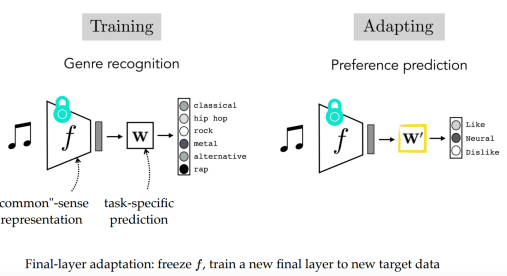 Training
Adapting
Genre recognition
Preference prediction
f
W
classical
hip hop
rock
metal
alternative
rap
f
W'
Like
Neural
Dislike
common"-sense
representation
task-specific
prediction
Final-layer adaptation: freeze f, train a new final layer to new target data